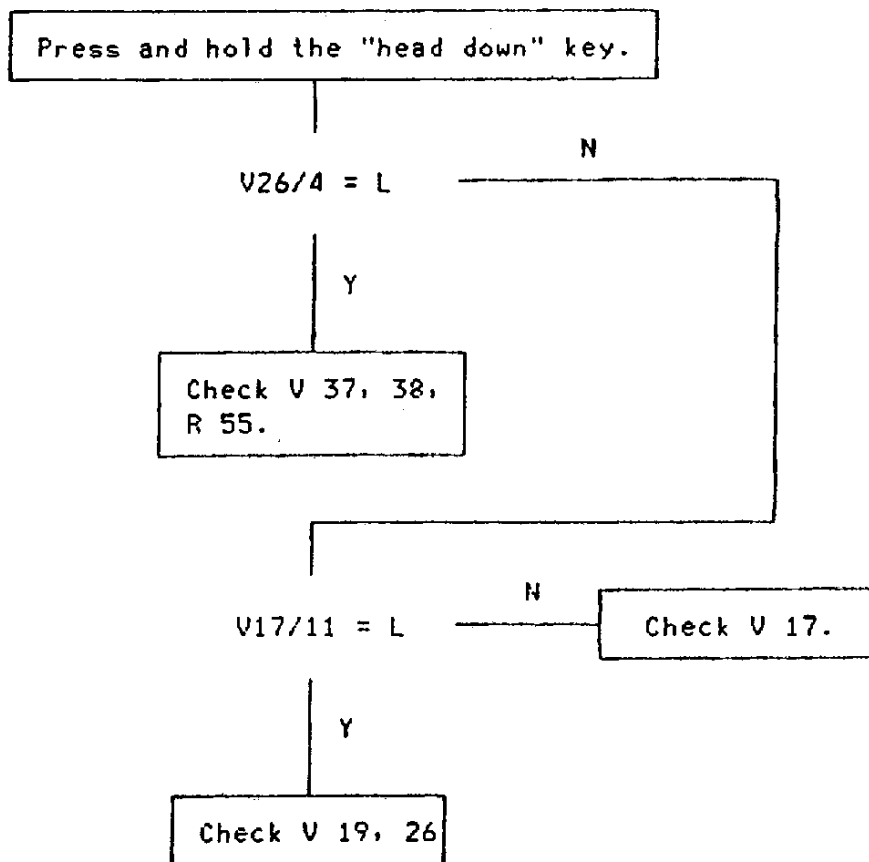 Press and hold the "head down" key.
N
V26/4 = L
Y
Check V 37, 38,
R 55.
N
V17/11 = L
Check V 17.
Y
Check V 19, 26